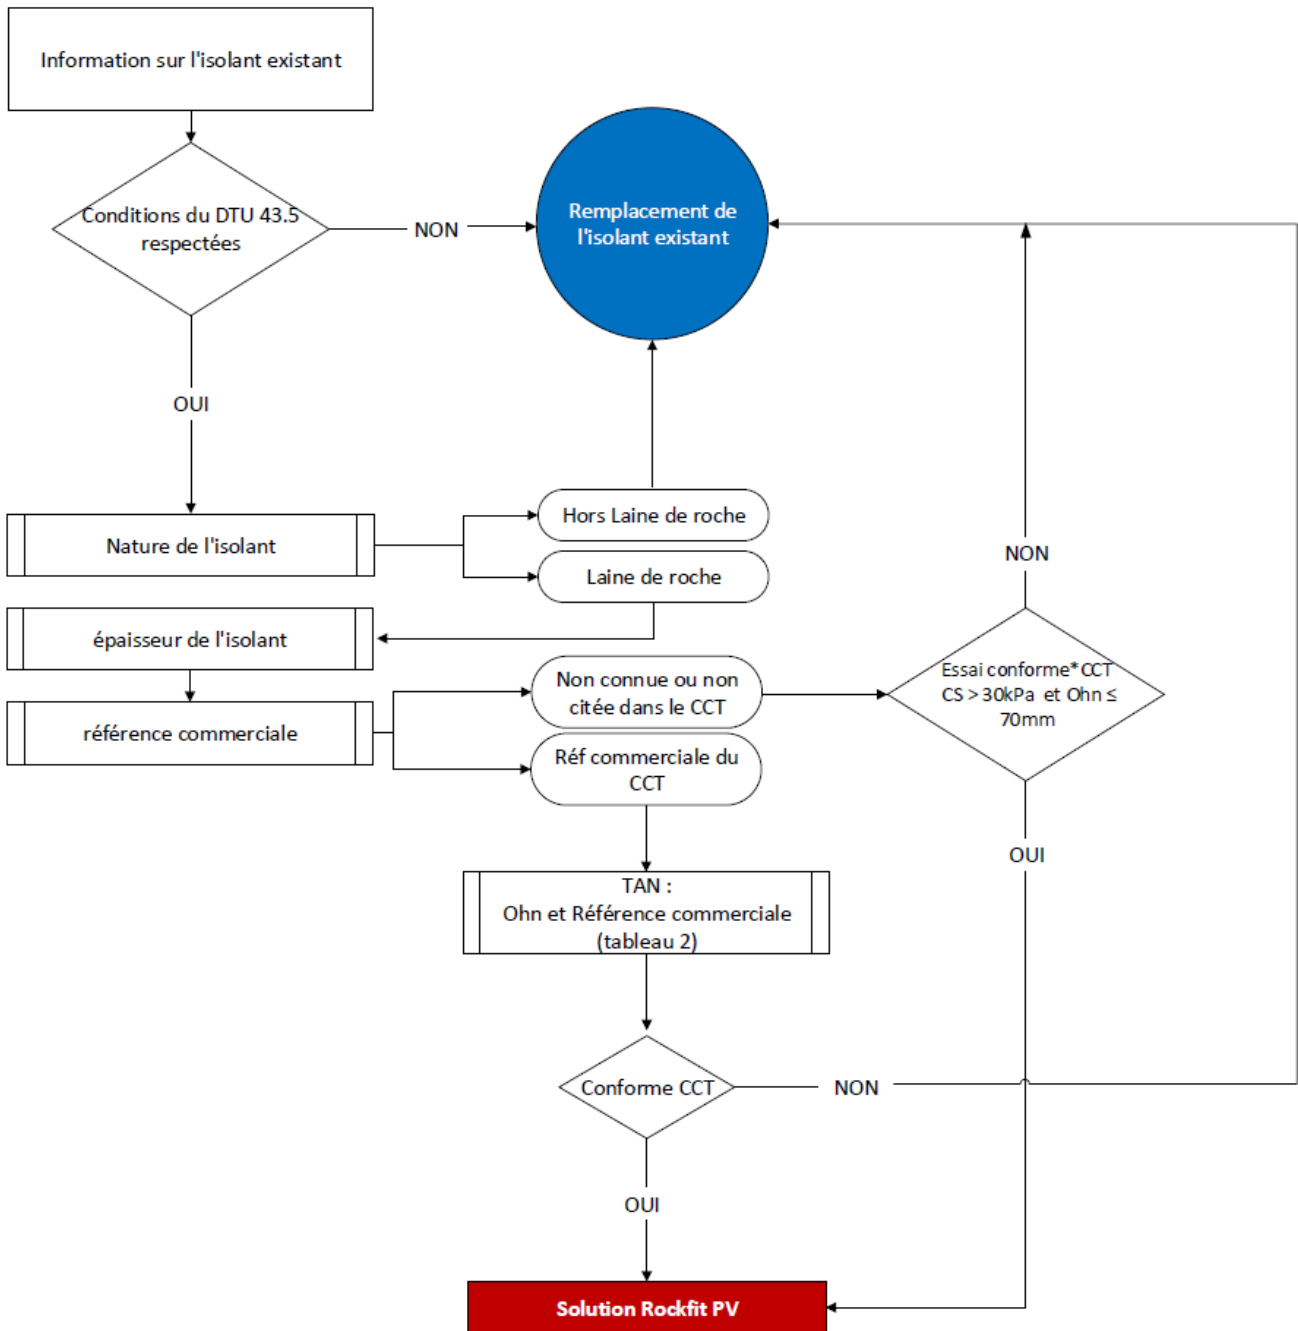 Information sur l'isolant existant
Conditions du DTU 43.5
respectées
NON
Remplacement de
l'isolant existant
OUI
Nature de l'isolant
Hors Laine de roche
Laine de roche
épaisseur de l'isolant
référence commerciale
Non connue ou non
citée dans le CCT
Réf commerciale du
CCT
NON
Essai conforme*CCT
CS > 30kPa et Ohn ≤
70mm
OUI
TAN :
Ohn et Référence commerciale
(tableau 2)
Conforme CCT
NON
OUI
Solution Rockfit PV